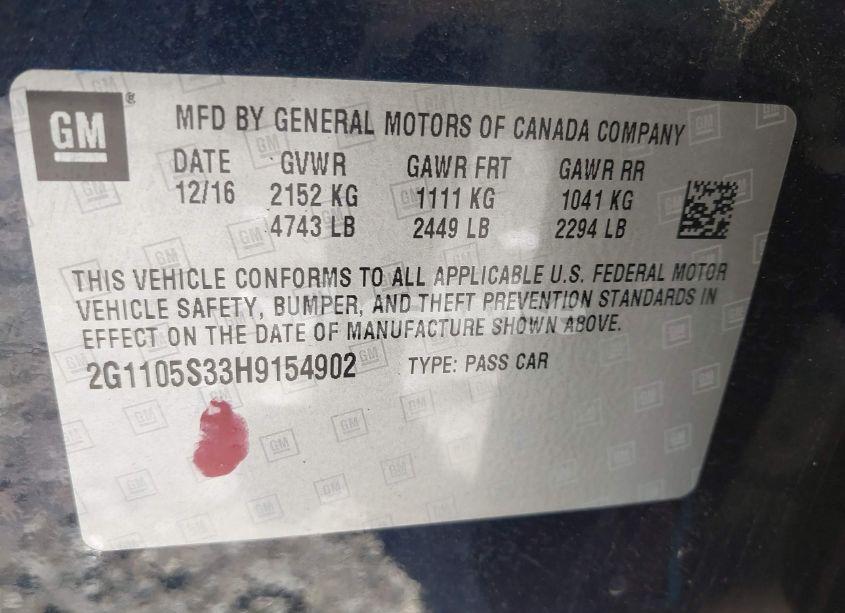 GM ® MFD BY GENERAL MOTORS OF CANADA COMPANY
DATE GVWR GAWR FRT GAWR RR
12/16 2152 KG 1111 KG 1041 KG
4743 LB 2449 LB 2294 LB
THIS VEHICLE CONFORMS TO ALL APPLICABLE U.S. FEDERAL MOTOR
VEHICLE SAFETY, BUMPER, AND THEFT PREVENTION STANDARDS IN
EFFECT ON THE DATE OF MANUFACTURE SHOWN ABOVE.
2G1105S33H9154902 TYPE: PASS CAR